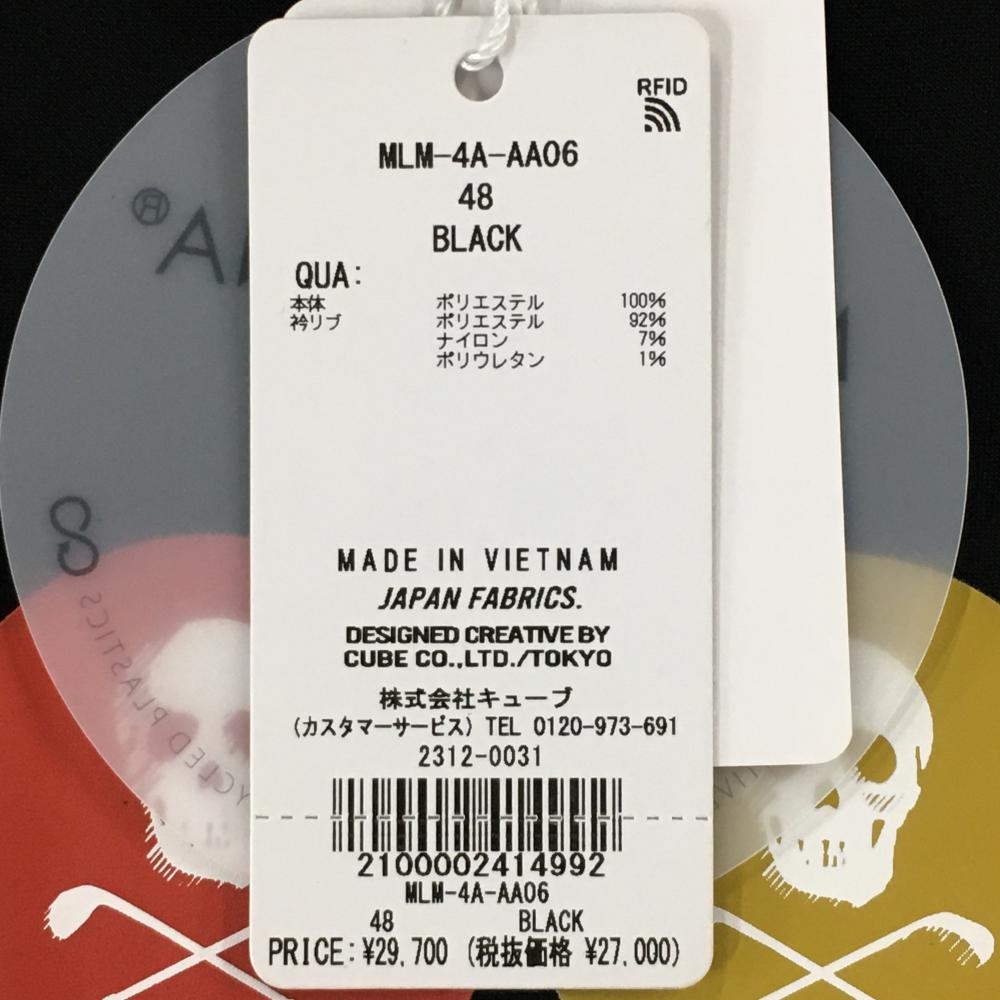 RFID
MLM-4A-AA06
48
BLACK
QUA:
本体 ポリエステル 100%
衿リブ ポリエステル 92%
ナイロン 7%
ポリウレタン 1%
MADE IN VIETNAM
JAPAN FABRICS.
DESIGNED CREATIVE BY
CUBE CO.,LTD./TOKYO
株式会社キューブ
(カスタマーサービス) TEL 0120-973-691
2312-0031
2100002414992
MLM-4A-AA06
48 BLACK
PRICE:¥29,700 (税抜価格 ¥27,000)
PLASTICS